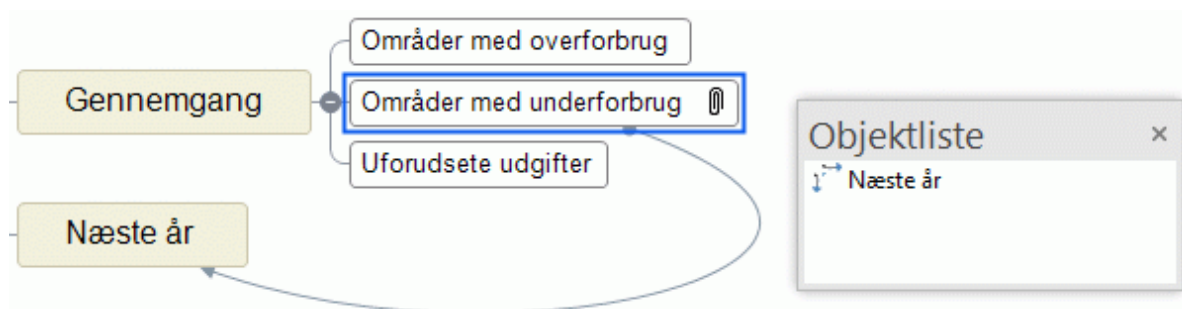 Områder med overforbrug
Gennemgang
Områder med underforbrug
Uforudsete udgifter
Næste år
Objektliste
Næste år